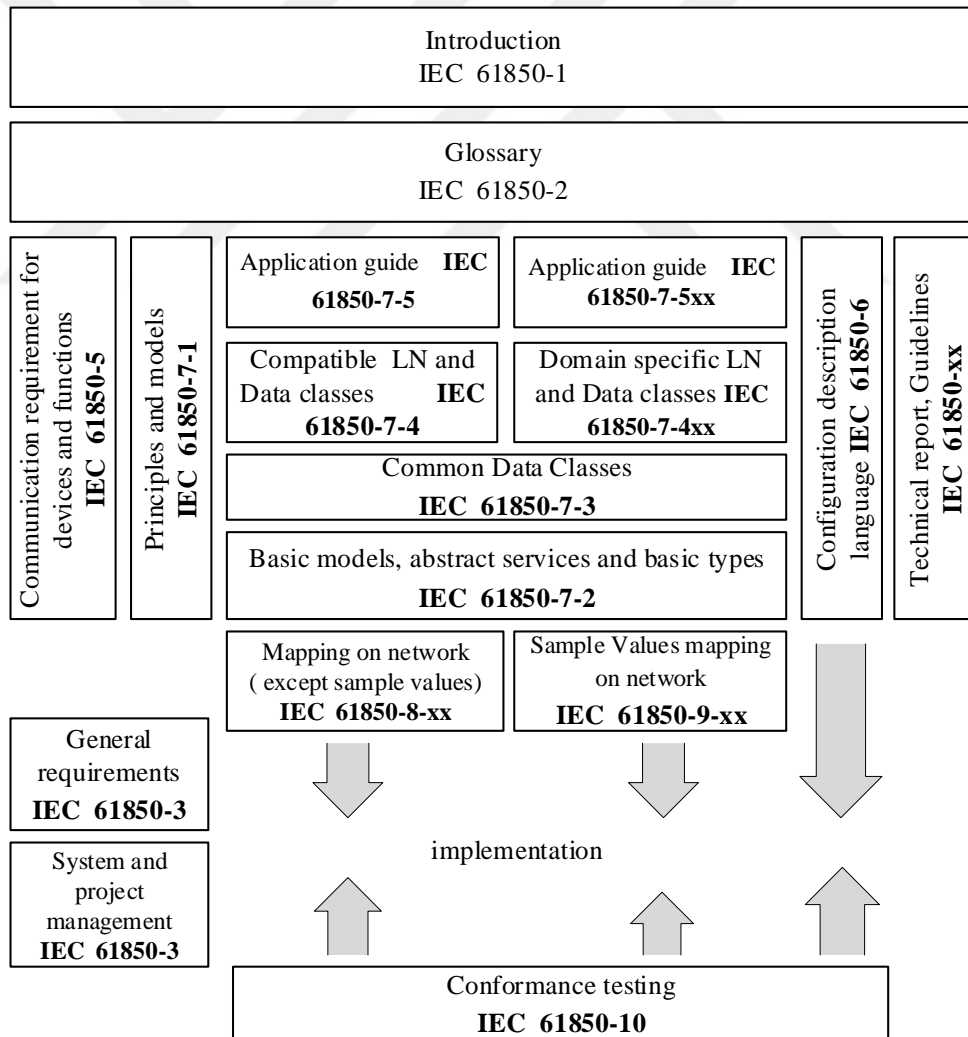 Introduction
IEC 61850-1
Glossary
IEC 61850-2
Communication requirement for
devices and functions
IEC 61850-5
Principles and models
IEC 61850-7-1
Application guide IEC
61850-7-5
Application guide IEC
61850-7-5xx
Compatible LN and
Data classes IEC
61850-7-4
Domain specific LN
and Data classes IEC
61850-7-4xx
Common Data Classes
IEC 61850-7-3
Basic models, abstract services and basic types
IEC 61850-7-2
Configuration description
language IEC 61850-6
Technical report, Guidelines
IEC 61850-xx
Mapping on network
( except sample values)
IEC 61850-8-xx
Sample Values mapping
on network
IEC 61850-9-xx
General
requirements
IEC 61850-3
System and
project
management
IEC 61850-3
implementation
Conformance testing
IEC 61850-10